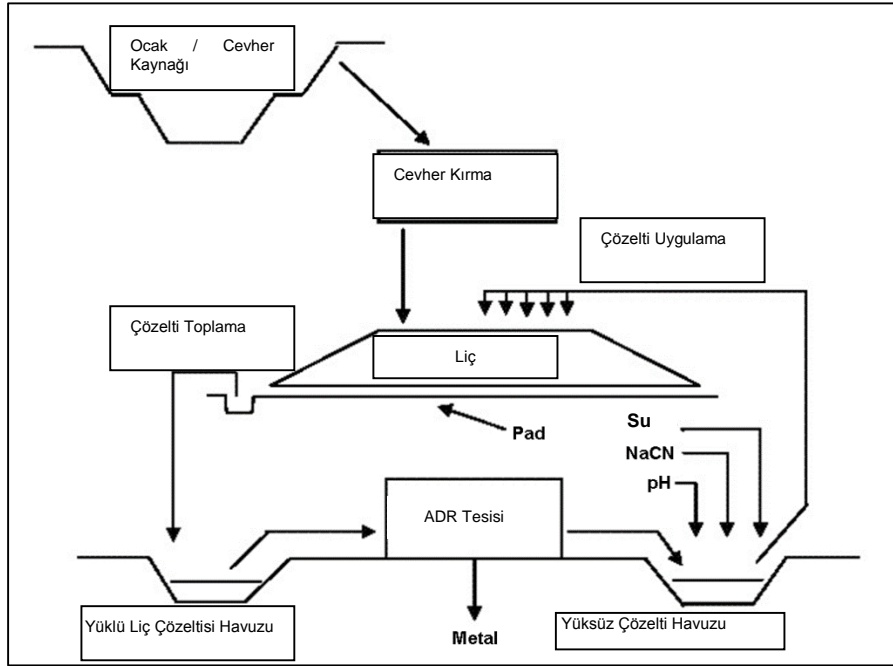 Ocak / Cevher
Kaynağı
Cevher Kırma
Çözelti Uygulama
Çözelti Toplama
Liç
Pad
Su
NaCN
pH
ADR Tesisi
Yüklü Liç Çözeltisi Havuzu
Metal
Yüksüz Çözelti Havuzu